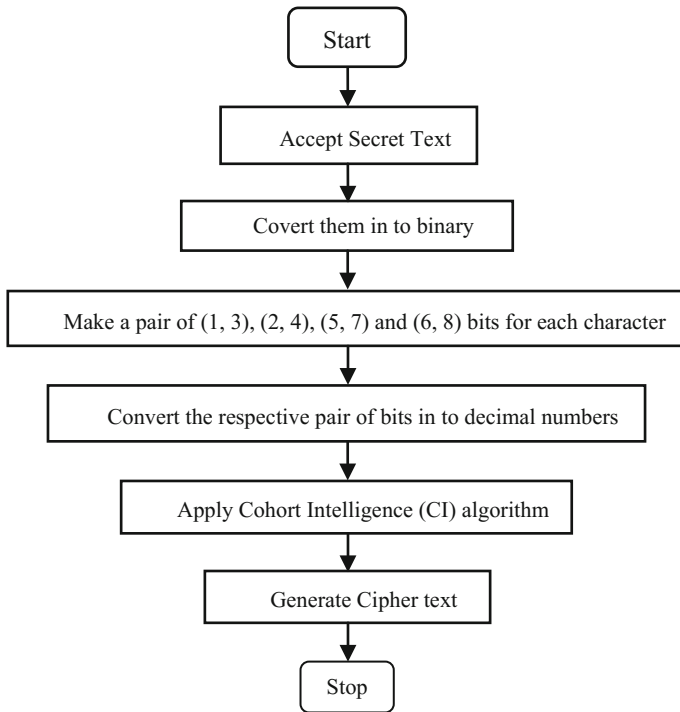 Start
Accept Secret Text
Covert them in to binary
Make a pair of (1, 3), (2, 4), (5, 7) and (6, 8) bits for each character
Convert the respective pair of bits in to decimal numbers
Apply Cohort Intelligence (CI) algorithm
Generate Cipher text
Stop